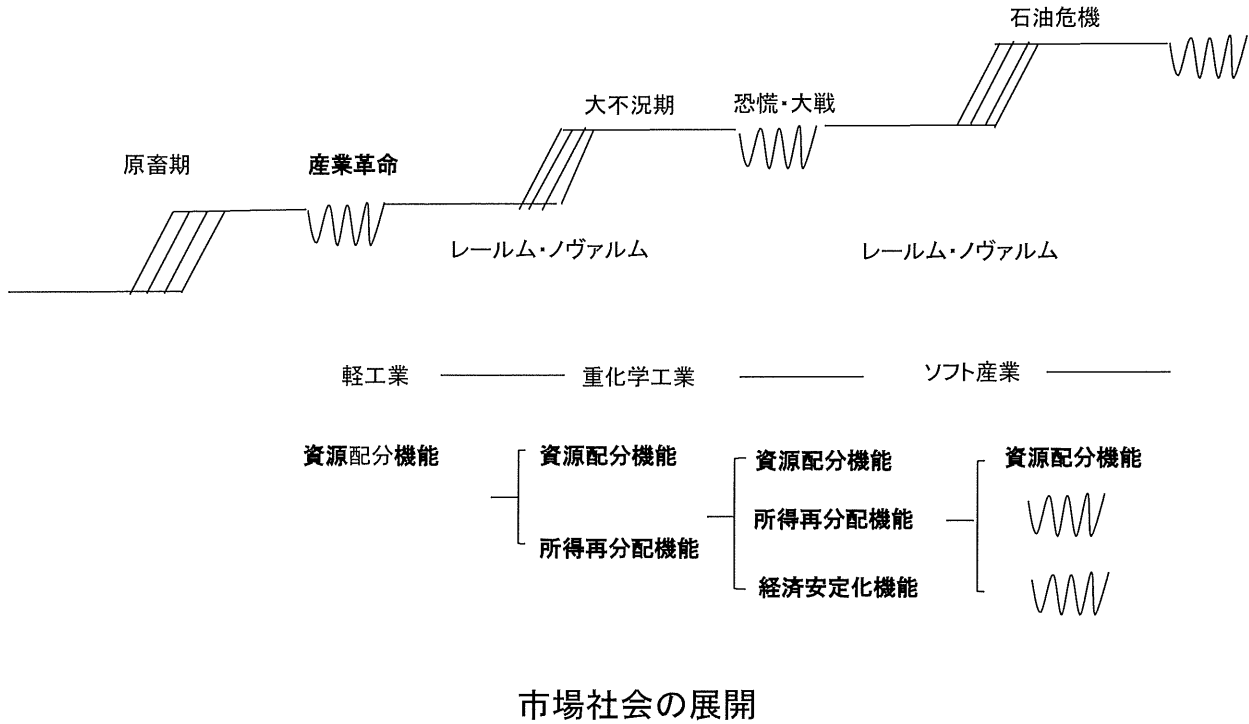 石油危機
大不況期
恐慌・大戦
原畜期
産業革命
レールム・ノヴァルム
レールム・ノヴァルム
軽工業
重化学工業
ソフト産業
資源配分機能
資源配分機能
資源配分機能
資源配分機能
所得再分配機能
所得再分配機能
経済安定化機能
市場社会の展開